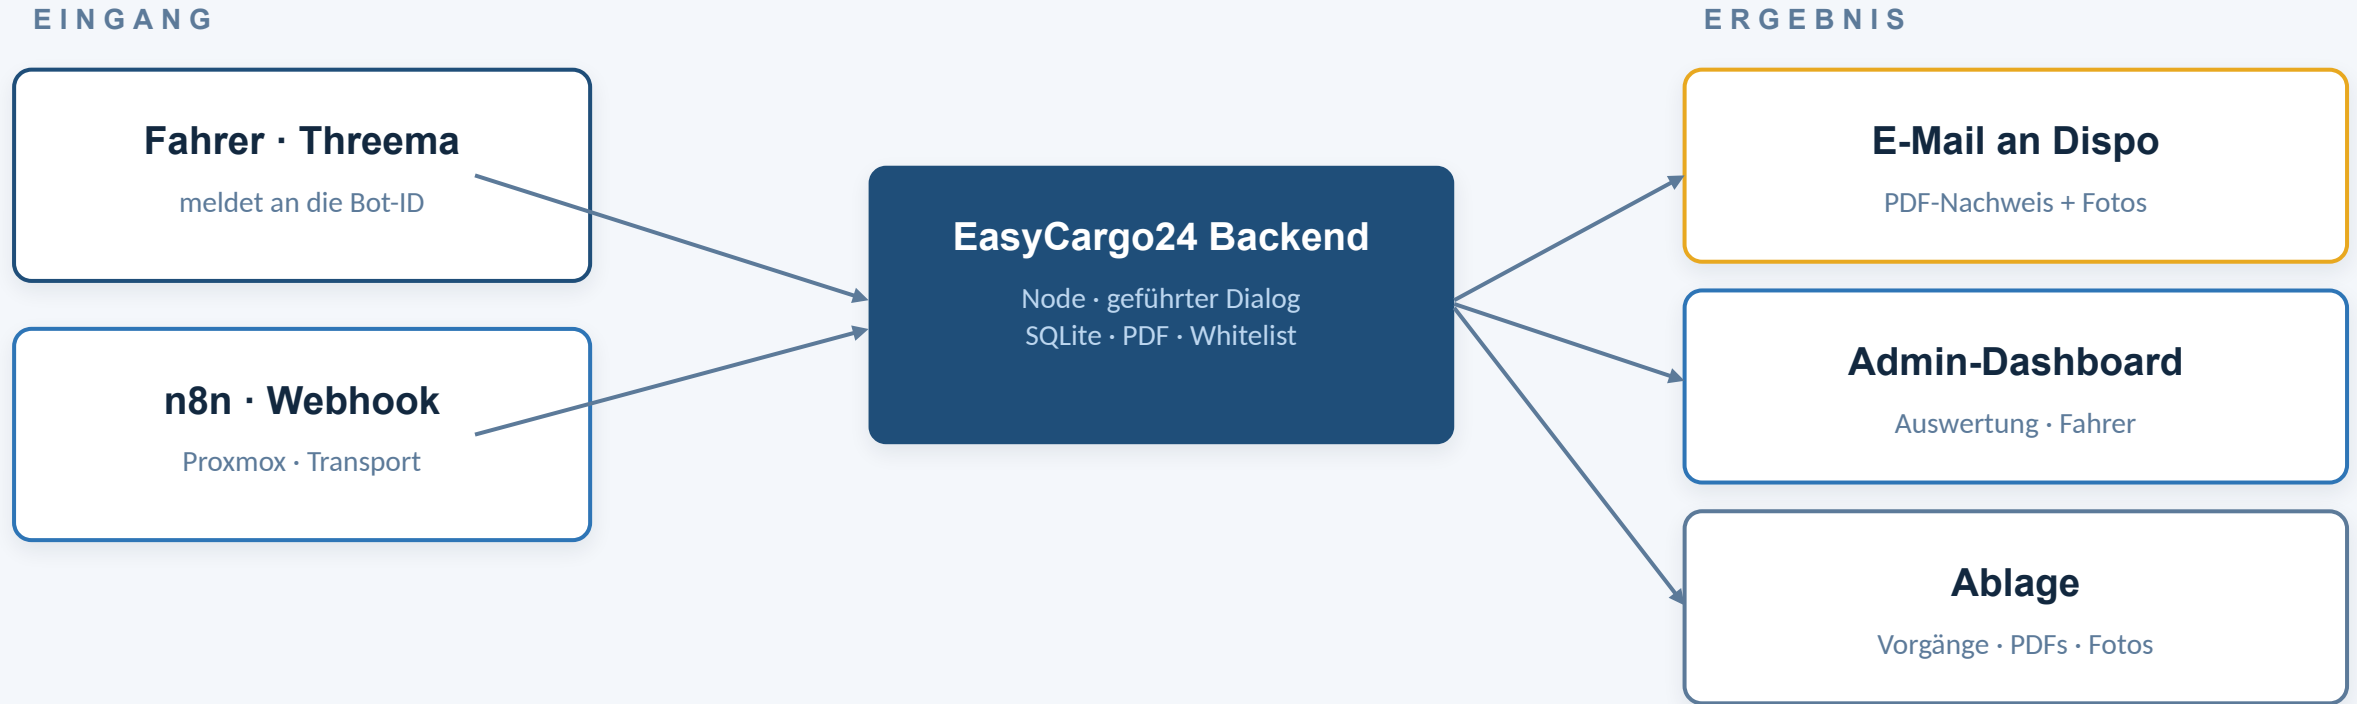 EINGANG
Fahrer · Threema
meldet an die Bot-ID
n8n · Webhook
Proxmox · Transport
EasyCargo24 Backend
Node · geführter Dialog
SQLite · PDF · Whitelist
ERGEBNIS
E-Mail an Dispo
PDF-Nachweis + Fotos
Admin-Dashboard
Auswertung · Fahrer
Ablage
Vorgänge · PDFs · Fotos